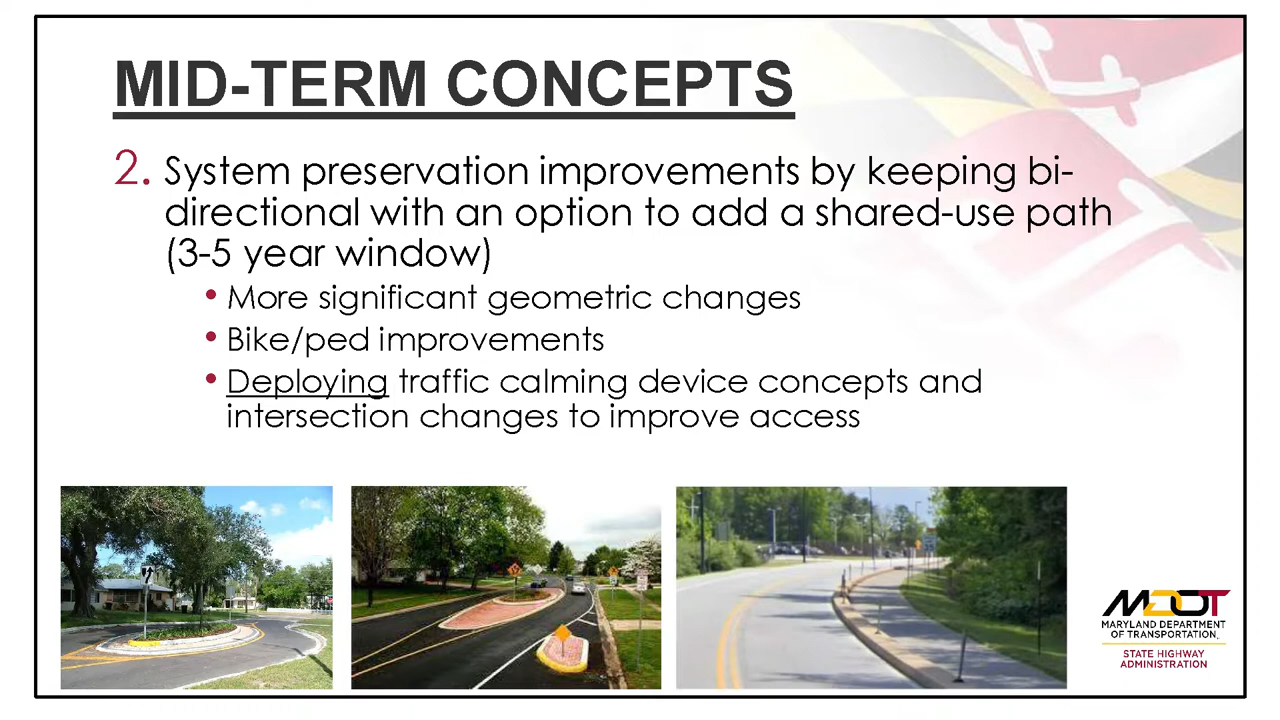 MID-TERM CONCEPTS
2. System preservation improvements by keeping bi-
directional with an option to add a shared-use path
(3-5 year window)
• More significant geometric changes
• Bike/ped improvements
• Deploying traffic calming device concepts and
intersection changes to improve access
MDOT
MARYLAND DEPARTMENT
OF TRANSPORTATION
STATE HIGHWAY
ADMINISTRATION